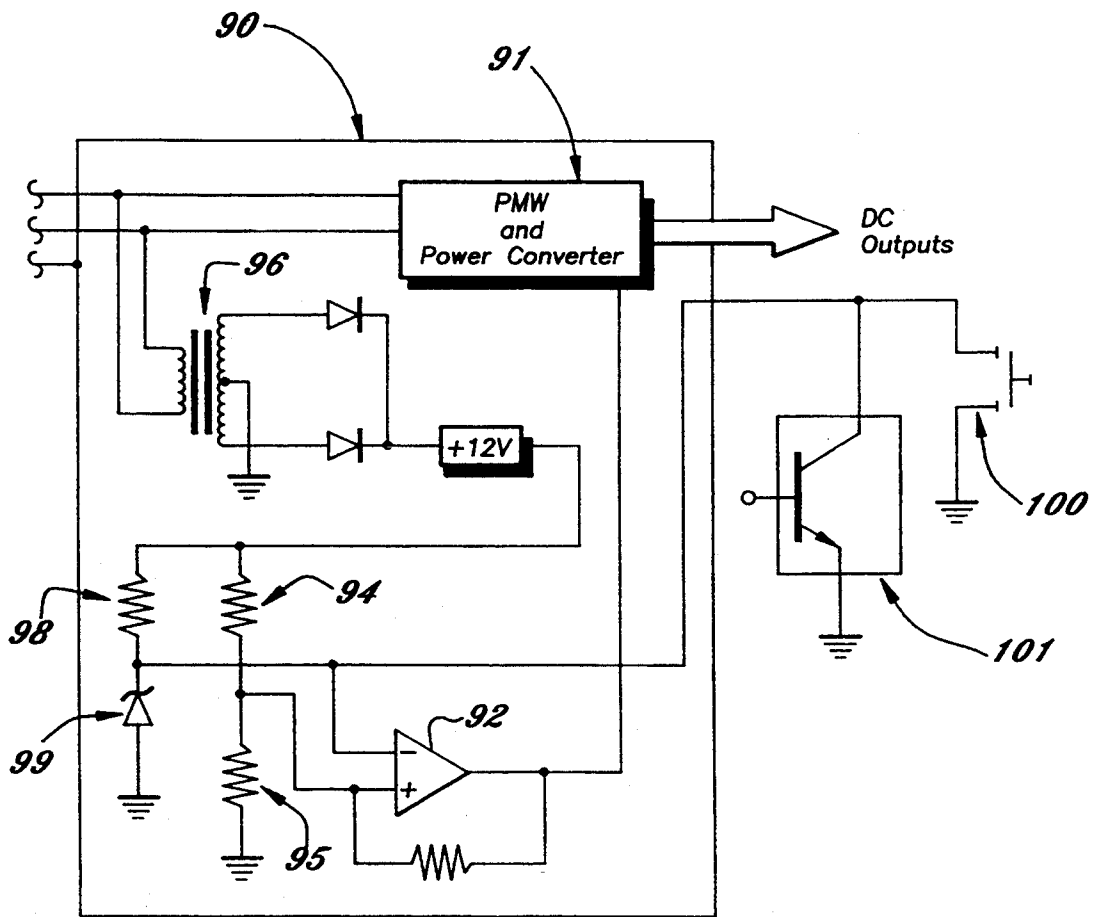 90
91
PMW
and
Power Converter
DC
Outputs
96
+12V
100
98
94
101
99
92
−
+
95